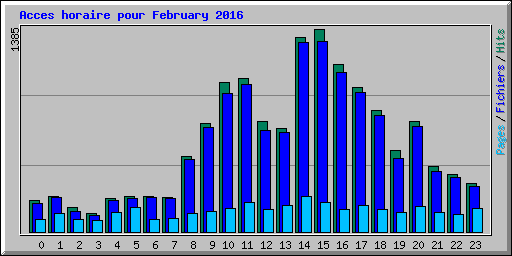 Acces horaire pour February 2016
1385
Pages / Fichiers / Hits
0 1 2 3 4 5 6 7 8 9 10 11 12 13 14 15 16 17 18 19 20 21 22 23